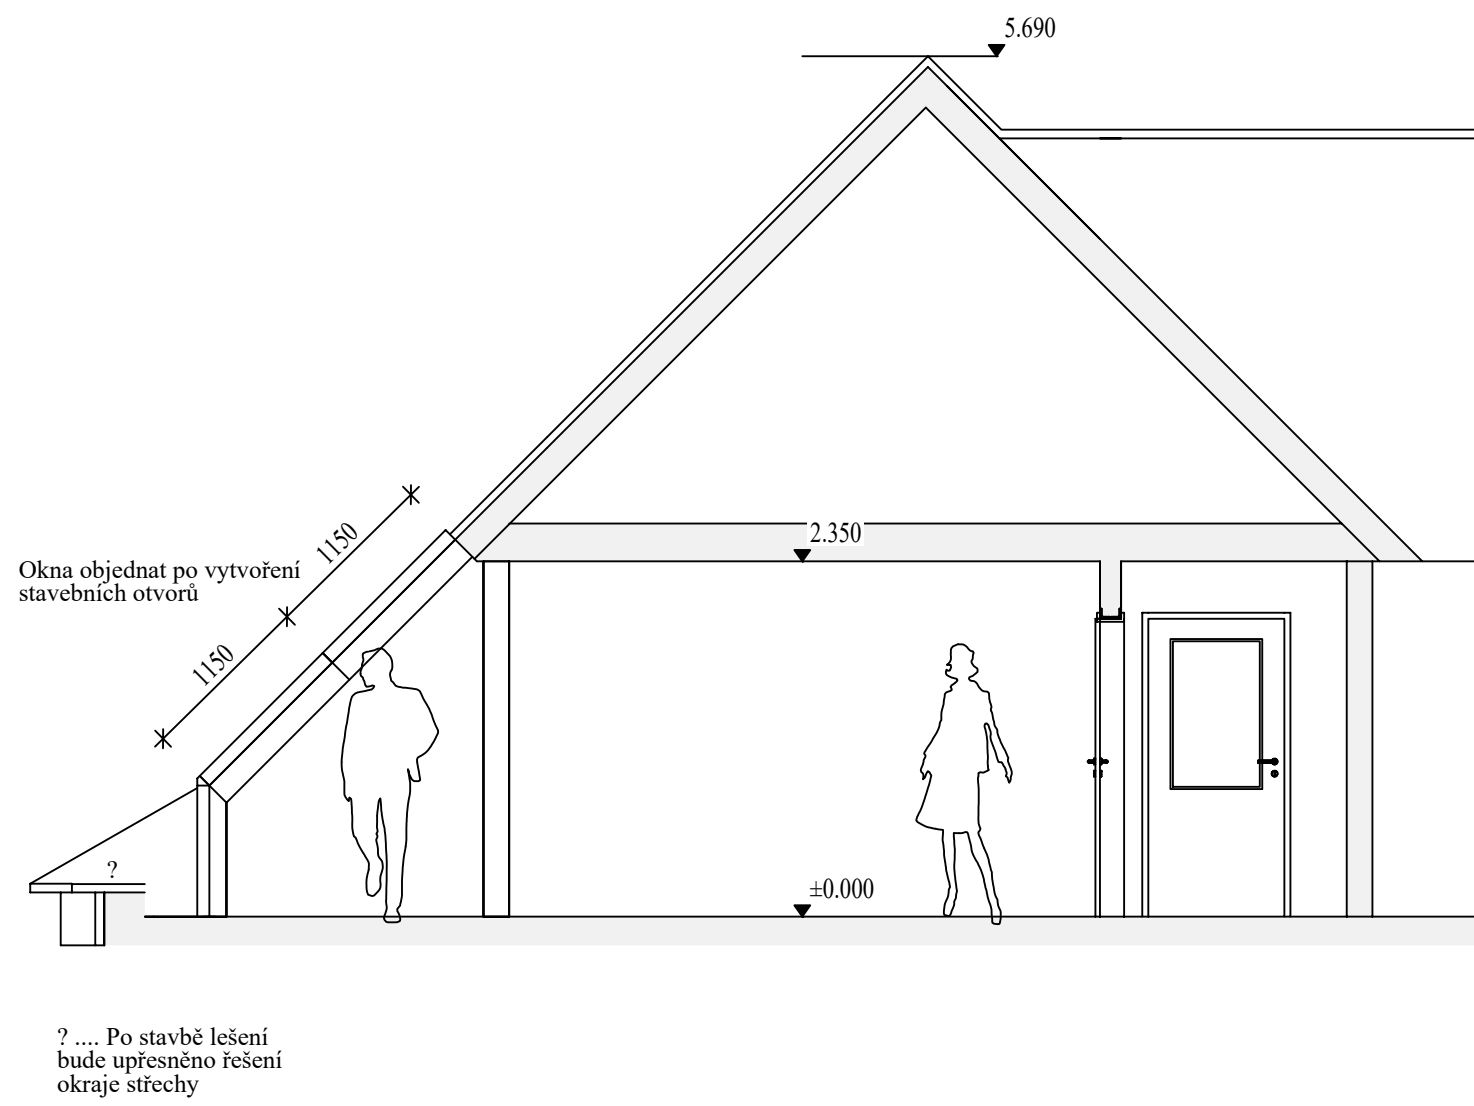 5.690
2.350
1150
Okna objednat po vytvoření
stavebních otvorů
1150
?
±0.000
? .... Po stavbě lešení
bude upřesněno řešení
okraje střechy